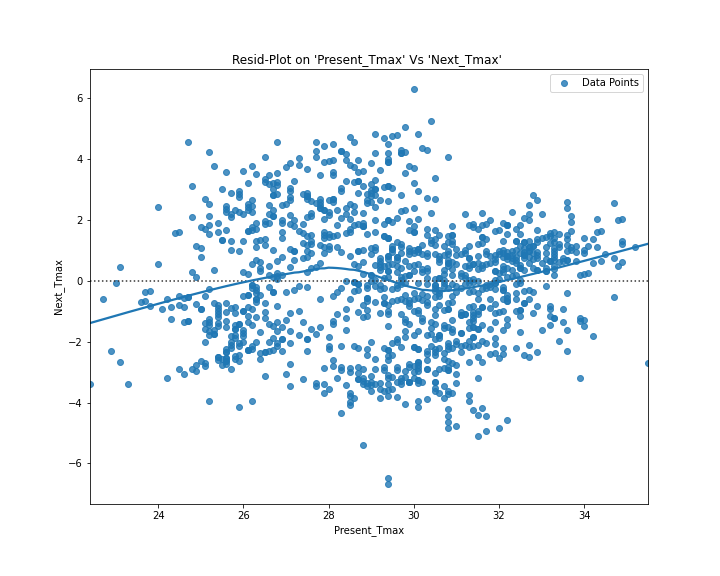 Resid-Plot on 'Present_Tmax' Vs 'Next_Tmax'
Data Points
6
4
2
0
−2
−4
−6
Next_Tmax
24 26 28 30 32 34
Present_Tmax